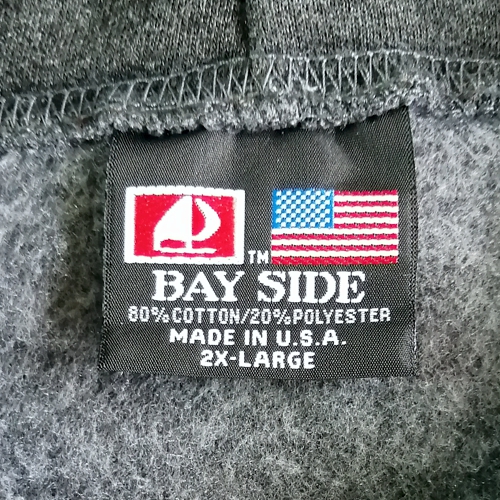 TM
BAY SIDE
80% COTTON/20% POLYESTER
MADE IN U.S.A.
2X-LARGE